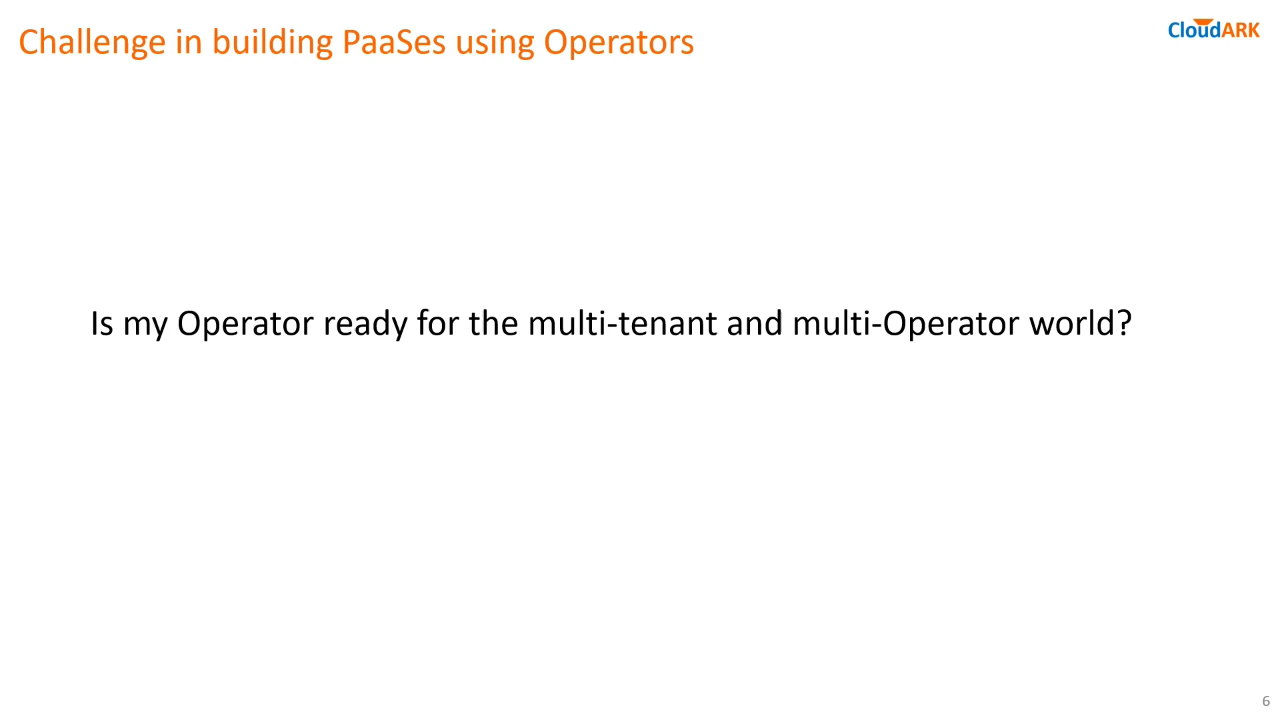 Challenge in building PaaSes using Operators
CloudARK
Is my Operator ready for the multi-tenant and multi-Operator world?
6